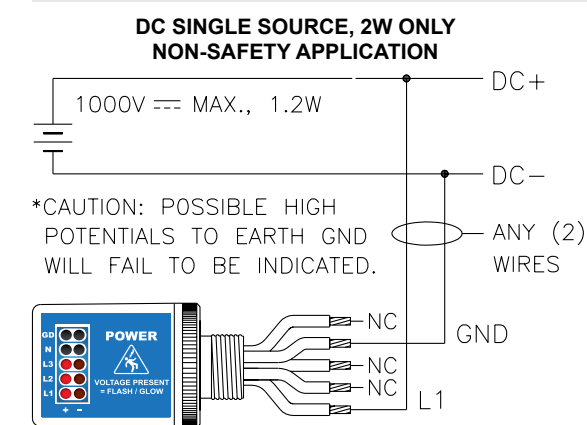 DC SINGLE SOURCE, 2W ONLY
NON-SAFETY APPLICATION
DC+
1000V ⎓ MAX., 1.2W
DC–
*CAUTION: POSSIBLE HIGH
POTENTIALS TO EARTH GND
WILL FAIL TO BE INDICATED.
ANY (2)
WIRES
NC
GND
NC
NC
L1
GD
N
L3
L2
L1
+ –
POWER
VOLTAGE PRESENT
= FLASH / GLOW